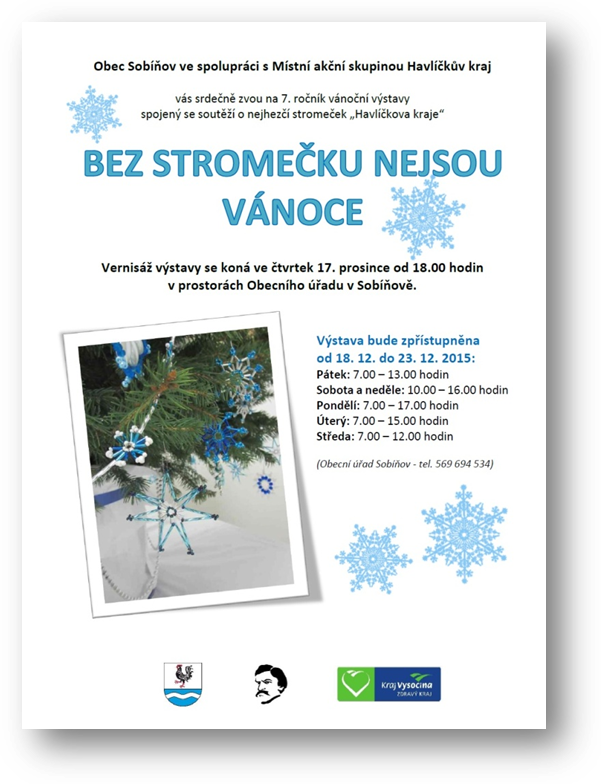 Obec Sobíňov ve spolupráci s Místní akční skupinou Havlíčkův kraj
vás srdečně zvou na 7. ročník vánoční výstavy
spojený se soutěží o nejhezčí stromeček „Havlíčkova kraje“
BEZ STROMEČKU NEJSOU
VÁNOCE
Vernisáž výstavy se koná ve čtvrtek 17. prosince od 18.00 hodin
v prostorách Obecního úřadu v Sobíňově.
Výstava bude zpřístupněna
od 18. 12. do 23. 12. 2015:
Pátek: 7.00 – 13.00 hodin
Sobota a neděle: 10.00 – 16.00 hodin
Pondělí: 7.00 – 17.00 hodin
Úterý: 7.00 – 15.00 hodin
Středa: 7.00 – 12.00 hodin
(Obecní úřad Sobíňov - tel. 569 694 534)
Kraj Vysočina
ZDRAVÝ KRAJ